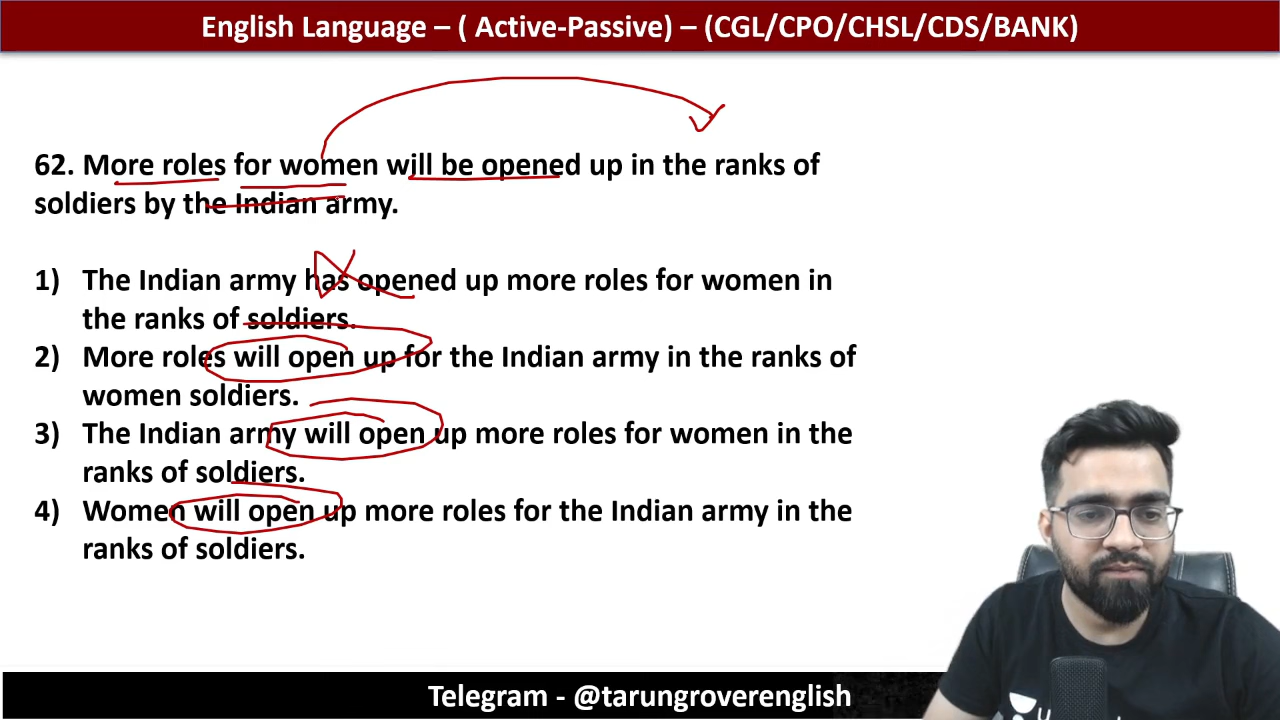 English Language – ( Active-Passive) – (CGL/CPO/CHSL/CDS/BANK)
62. More roles for women will be opened up in the ranks of
soldiers by the Indian army.
1) The Indian army has opened up more roles for women in
the ranks of soldiers.
2) More roles will open up for the Indian army in the ranks of
women soldiers.
3) The Indian army will open up more roles for women in the
ranks of soldiers.
4) Women will open up more roles for the Indian army in the
ranks of soldiers.
Telegram - @tarungroverenglish